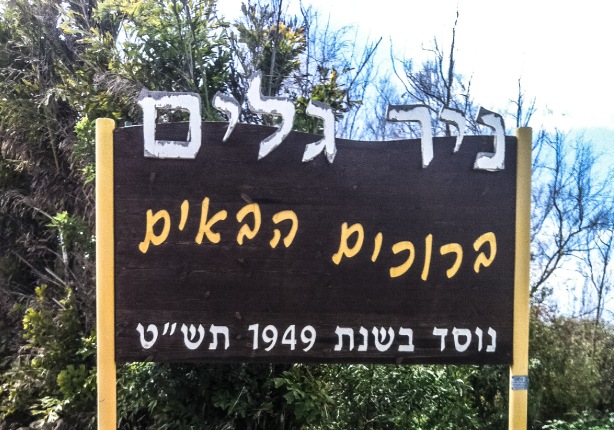 ניר גלים
ברוכים הבאים
נוסד בשנת 1949 תש״ט